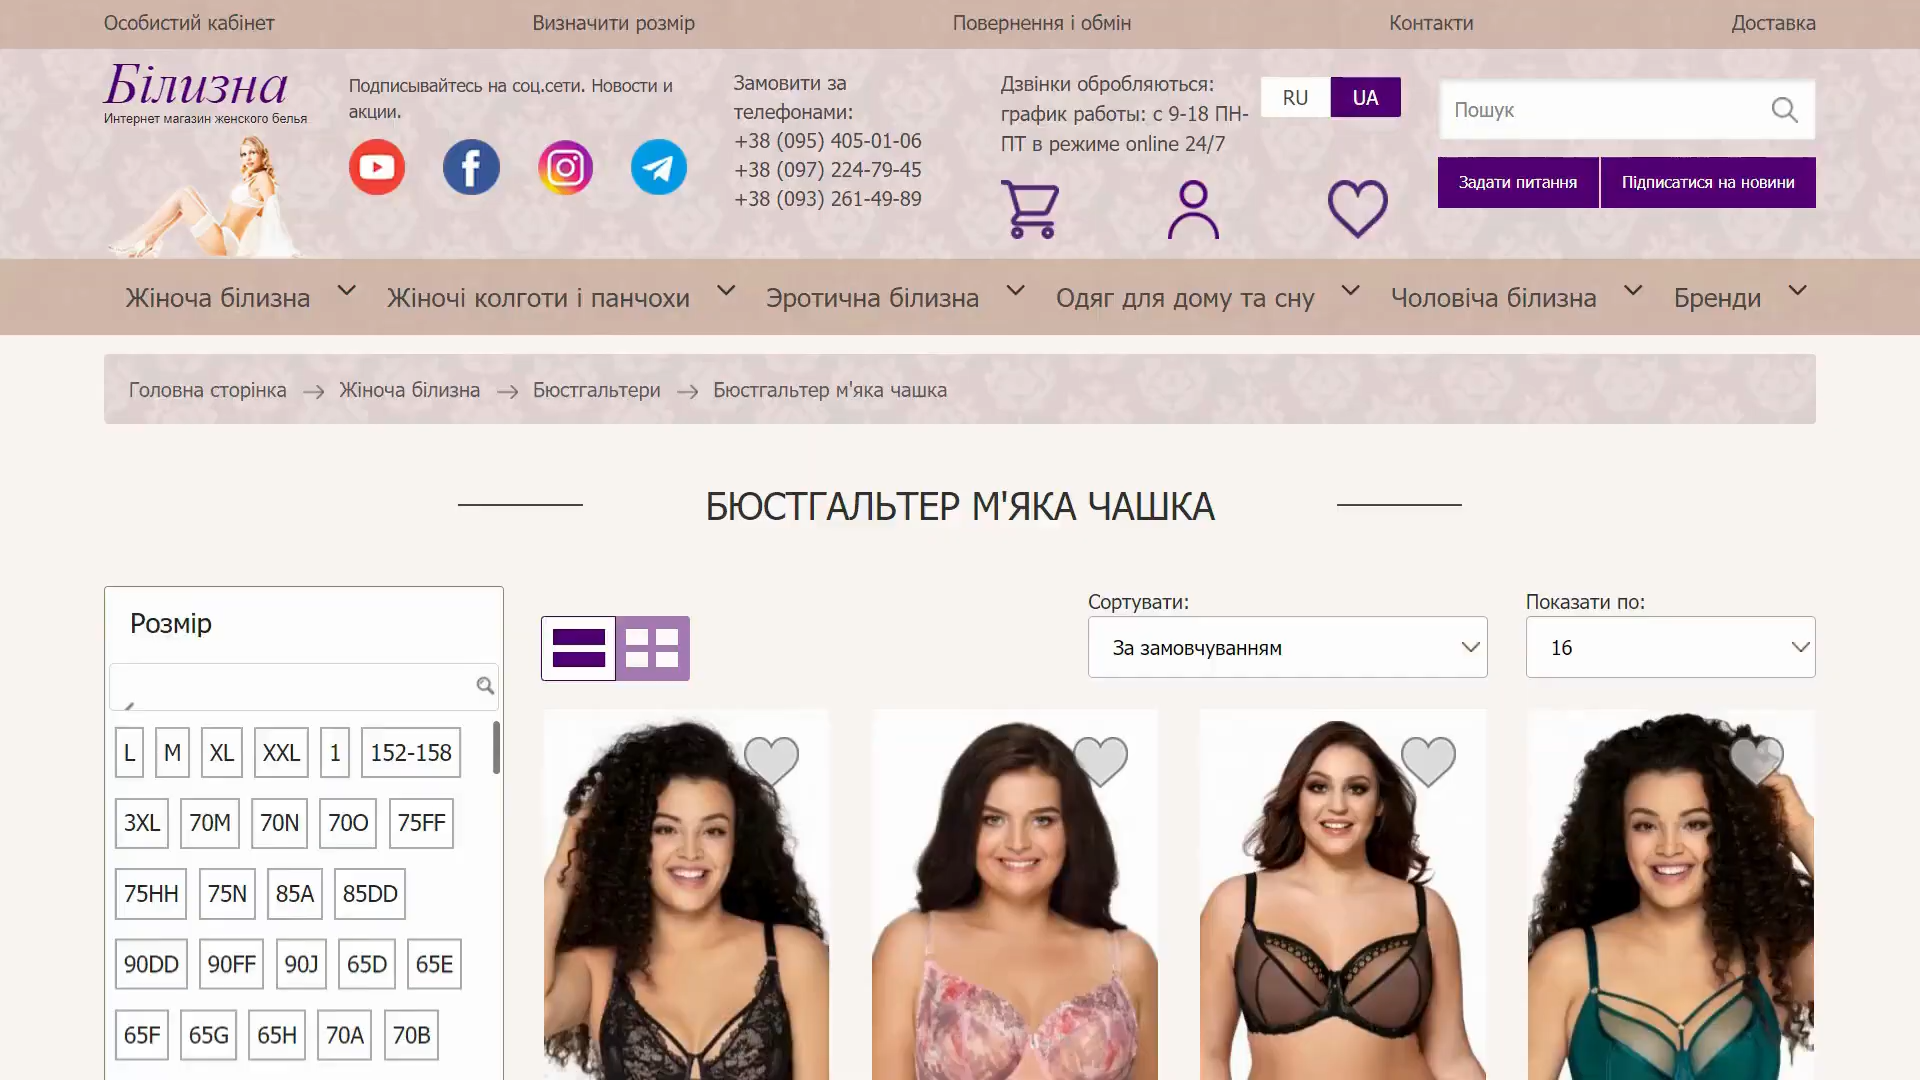 Особистий кабінет
Визначити розмір
Повернення і обмін
Контакти
Доставка
Білизна
Интернет магазин женского белья
Подписывайтесь на соц.сети. Новости и
акции.
Замовити за
телефонами:
+38 (095) 405-01-06
+38 (097) 224-79-45
+38 (093) 261-49-89
Дзвінки обробляються:
график работы: с 9-18 ПН-
ПТ в режиме online 24/7
RU
UA
Пошук
Задати питання
Підписатися на новини
Жіноча білизна
Жіночі колготи і панчохи
Эротична білизна
Одяг для дому та сну
Чоловіча білизна
Бренди
Головна сторінка
Жіноча білизна
Бюстгальтери
Бюстгальтер м'яка чашка
БЮСТГАЛЬТЕР М'ЯКА ЧАШКА
Розмір
Сортувати:
За замовчуванням
Показати по:
16
L M XL XXL 1 152-158
3XL 70M 70N 70O 75FF
75HH 75N 85A 85DD
90DD 90FF 90J 65D 65E
65F 65G 65H 70A 70B